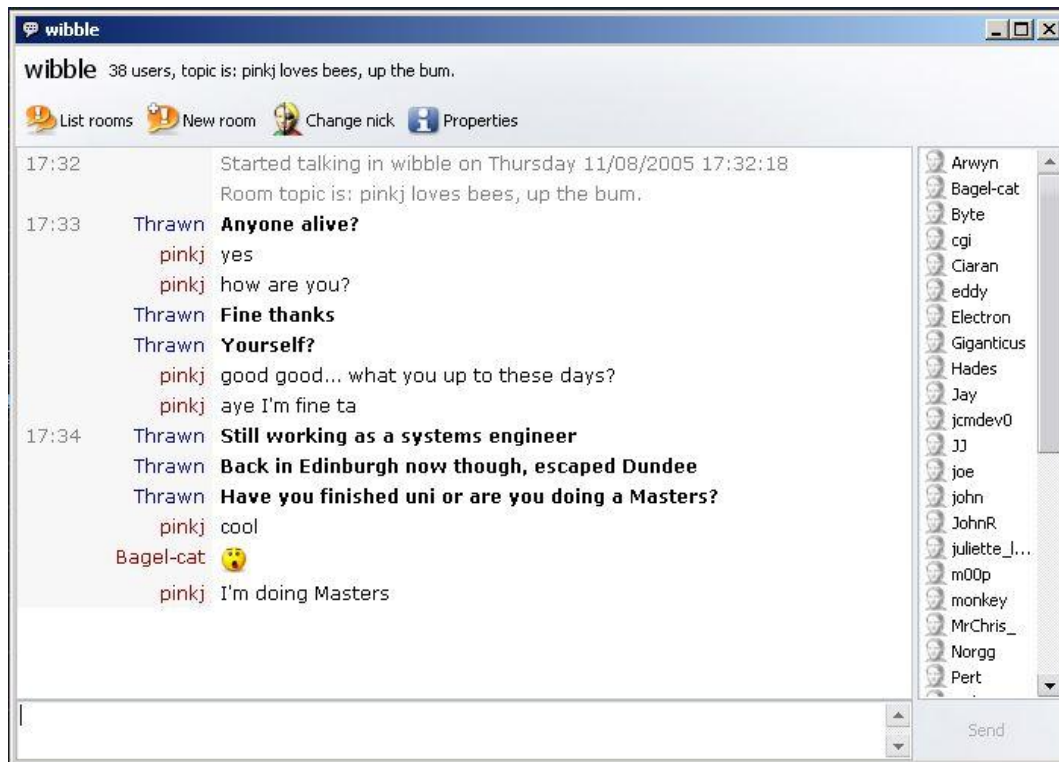 wibble
wibble 38 users, topic is: pinkj loves bees, up the bum.
List rooms New room Change nick Properties
17:32 Started talking in wibble on Thursday 11/08/2005 17:32:18
Room topic is: pinkj loves bees, up the bum.
17:33 Thrawn Anyone alive?
pinkj yes
pinkj how are you?
Thrawn Fine thanks
Thrawn Yourself?
pinkj good good... what you up to these days?
pinkj aye I'm fine ta
17:34 Thrawn Still working as a systems engineer
Thrawn Back in Edinburgh now though, escaped Dundee
Thrawn Have you finished uni or are you doing a Masters?
pinkj cool
Bagel-cat
pinkj I'm doing Masters
Arwyn
Bagel-cat
Byte
cgi
Ciaran
eddy
Electron
Giganticus
Hades
Jay
jcmdev0
JJ
joe
john
JohnR
juliette_l...
m00p
monkey
MrChris_
Norgg
Pert
Send